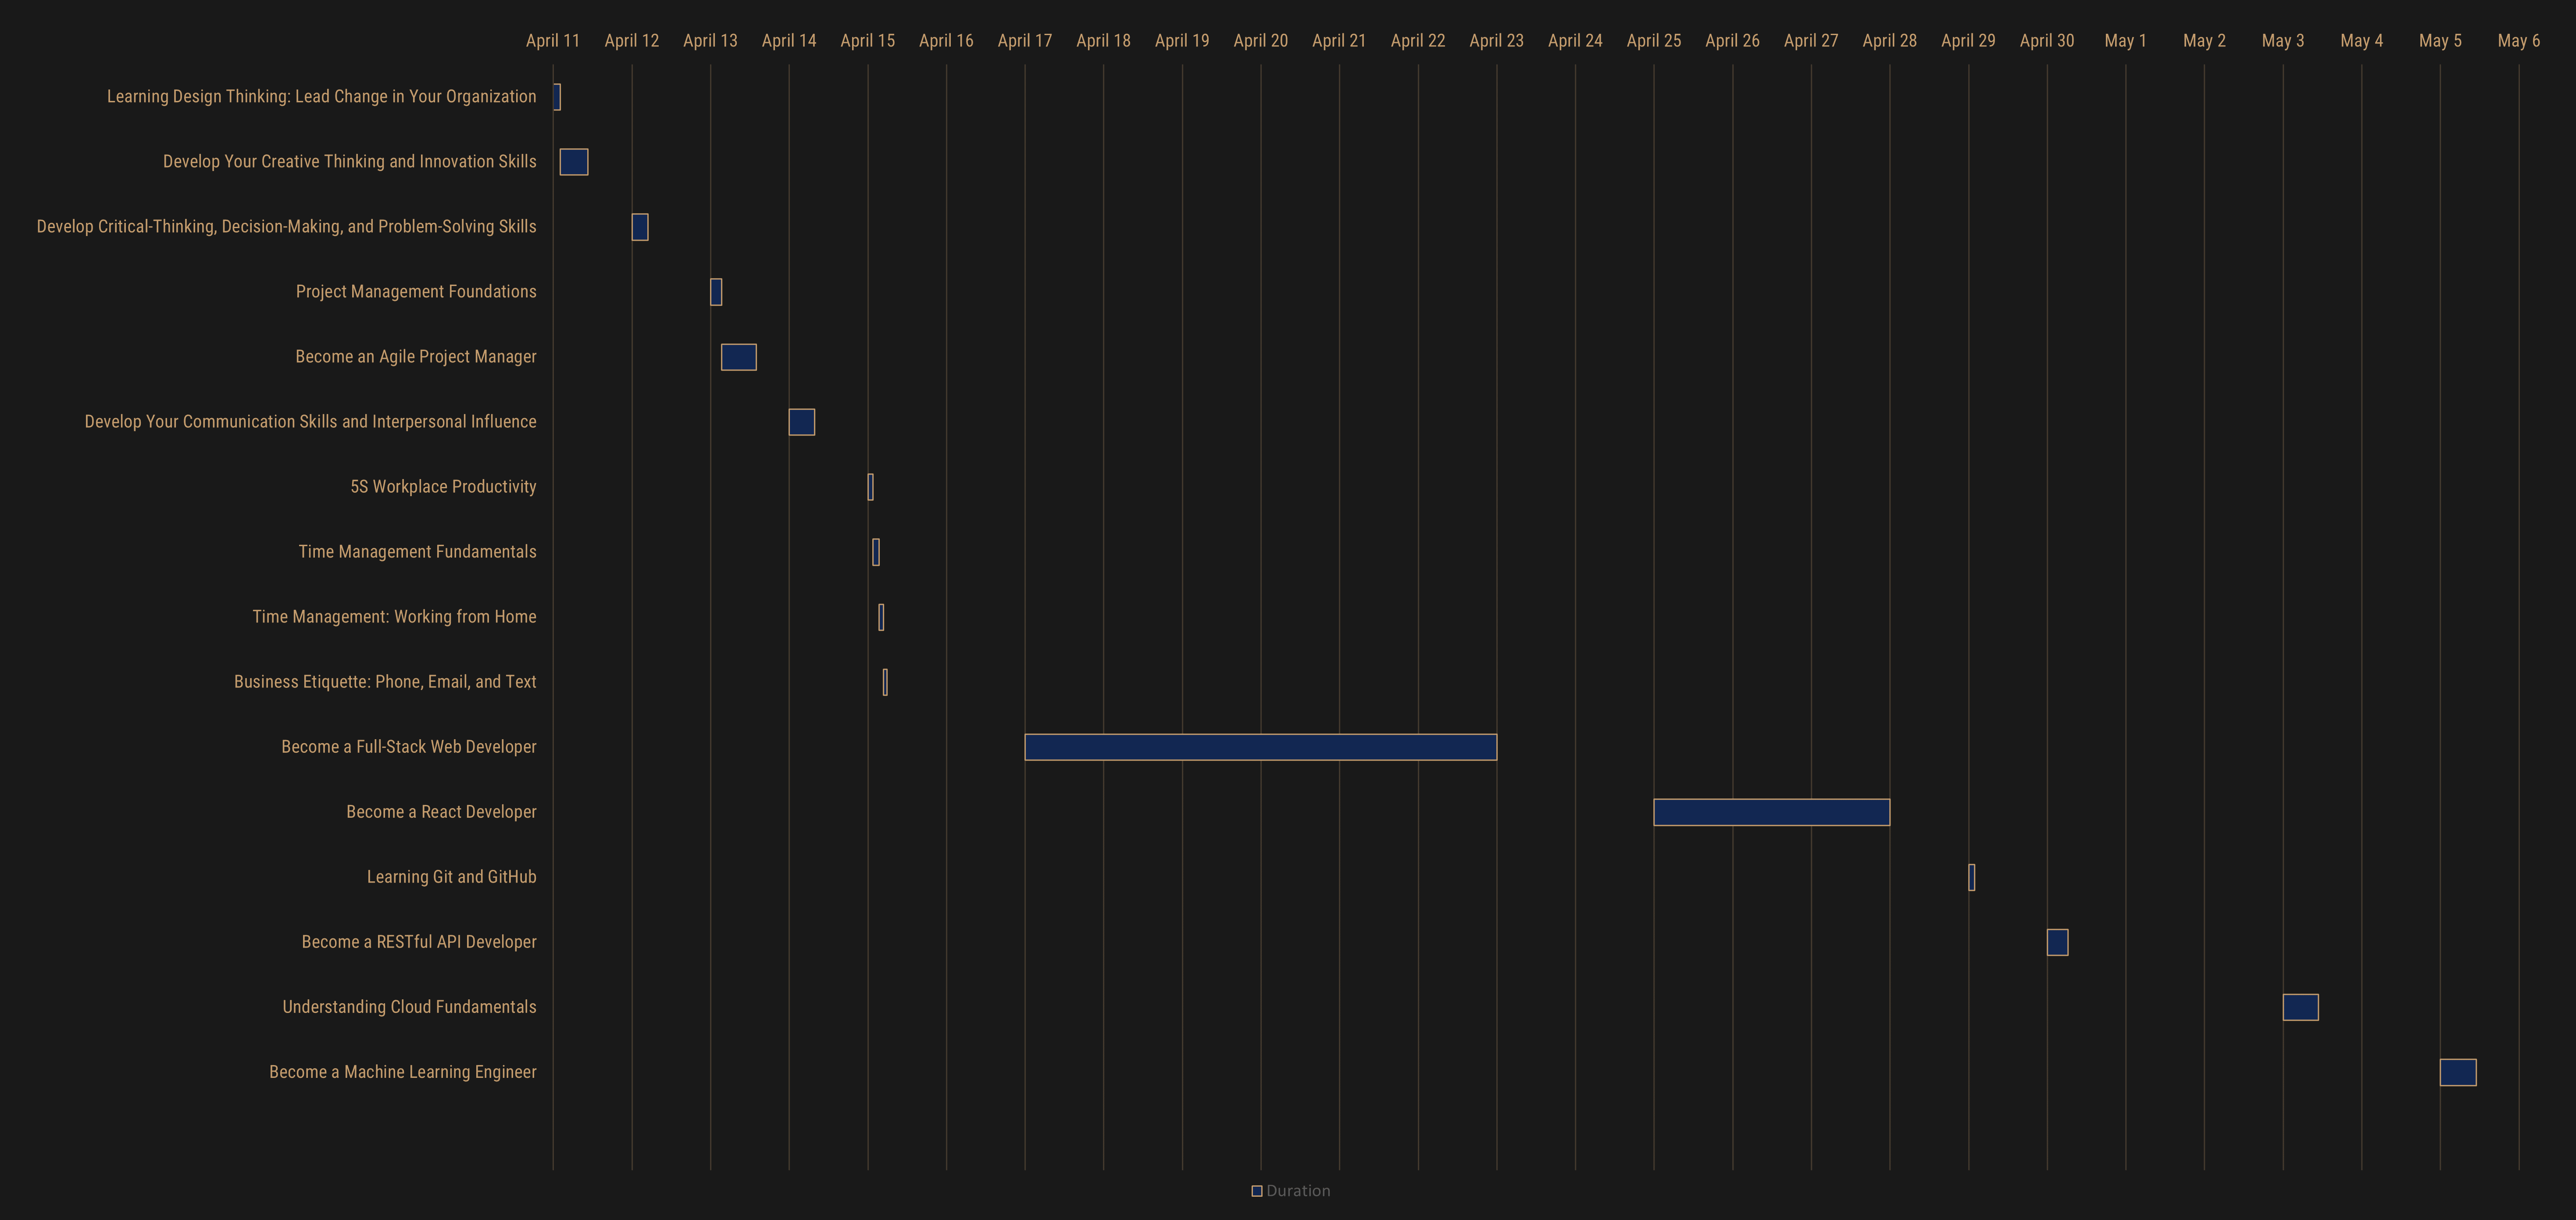 April 11 April 12 April 13 April 14 April 15 April 16 April 17 April 18 April 19 April 20 April 21 April 22 April 23 April 24 April 25 April 26 April 27 April 28 April 29 April 30 May 1 May 2 May 3 May 4 May 5 May 6
Learning Design Thinking: Lead Change in Your Organization
Develop Your Creative Thinking and Innovation Skills
Develop Critical-Thinking, Decision-Making, and Problem-Solving Skills
Project Management Foundations
Become an Agile Project Manager
Develop Your Communication Skills and Interpersonal Influence
5S Workplace Productivity
Time Management Fundamentals
Time Management: Working from Home
Business Etiquette: Phone, Email, and Text
Become a Full-Stack Web Developer
Become a React Developer
Learning Git and GitHub
Become a RESTful API Developer
Understanding Cloud Fundamentals
Become a Machine Learning Engineer
Duration